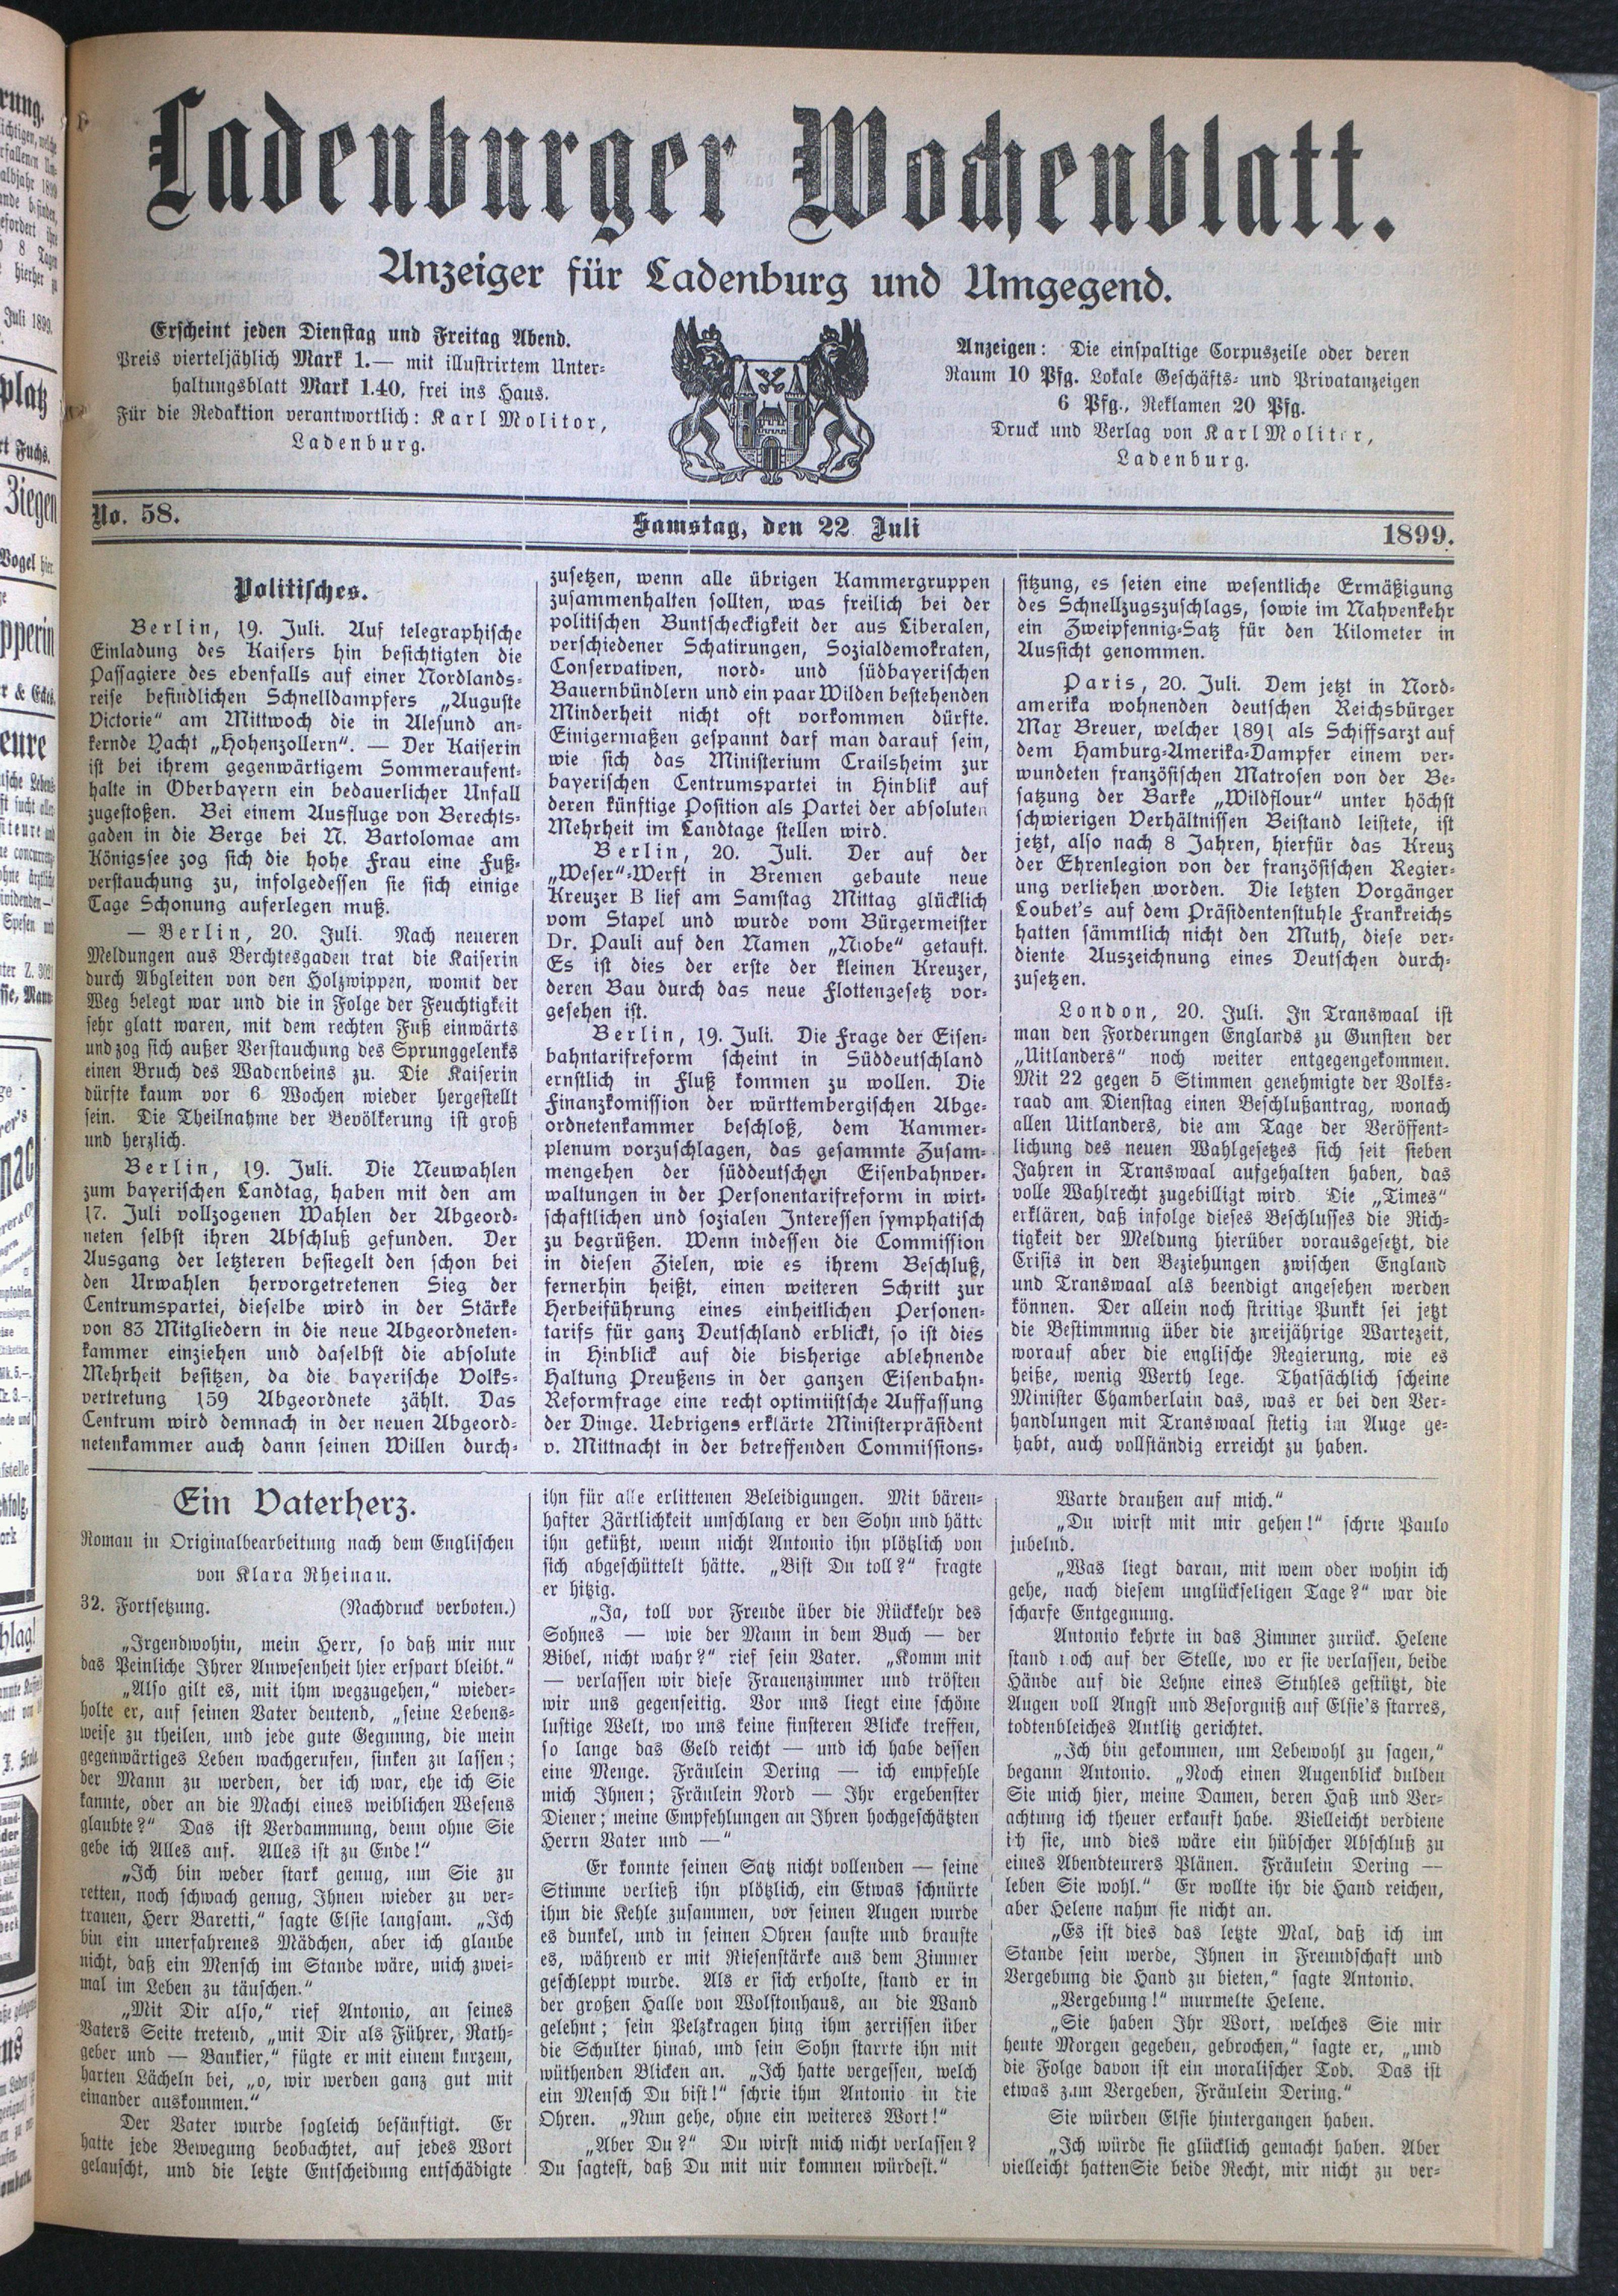 Ladenburger Wochenblatt.
Anzeiger für Ladenburg und Umgegend.
Erscheint jeden Dienstag und Freitag Abend.
Preis vierteljählich Mark 1.— mit illustrirtem Unter-
haltungsblatt Mark 1.40, frei ins Haus.
Für die Redaktion verantwortlich: Karl Molitor,
Ladenburg.
Anzeigen: Die einspaltige Corpuszeile oder deren
Raum 10 Pfg. Lokale Geschäfts- und Privatanzeigen
6 Pfg., Reklamen 20 Pfg.
Druck und Verlag von Karl Molitor,
Ladenburg.
No. 58.
Samstag, den 22 Juli
1899.
Politisches.
Berlin, 19. Juli. Auf telegraphische
Einladung des Kaisers hin besichtigten die
Passagiere des ebenfalls auf einer Nordlands-
reise befindlichen Schnelldampfers „Auguste
Victorie" am Mittwoch die in Alesund an-
kernde Yacht „Hohenzollern". — Der Kaiserin
ist bei ihrem gegenwärtigem Sommeraufent-
halte in Oberbayern ein bedauerlicher Unfall
zugestoßen. Bei einem Ausfluge von Berechts-
gaden in die Berge bei N. Bartolomae am
Königssee zog sich die hohe Frau eine Fuß-
verstauchung zu, infolgedessen sie sich einige
Tage Schonung auferlegen muß.
— Berlin, 20. Juli. Nach neueren
Meldungen aus Berchtesgaden trat die Kaiserin
durch Abgleiten von den Holzwippen, womit der
Weg belegt war und die in Folge der Feuchtigkeit
sehr glatt waren, mit dem rechten Fuß einwärts
und zog sich außer Verstauchung des Sprunggelenks
einen Bruch des Wadenbeins zu. Die Kaiserin
dürfte kaum vor 6 Wochen wieder hergestellt
sein. Die Theilnahme der Bevölkerung ist groß
und herzlich.
Berlin, 19. Juli. Die Neuwahlen
zum bayerischen Landtag, haben mit den am
17. Juli vollzogenen Wahlen der Abgeord-
neten selbst ihren Abschluß gefunden. Der
Ausgang der letzteren besiegelt den schon bei
den Urwahlen hervorgetretenen Sieg der
Centrumspartei, dieselbe wird in der Stärke
von 83 Mitgliedern in die neue Abgeordneten-
kammer einziehen und daselbst die absolute
Mehrheit besitzen, da die bayerische Volks-
vertretung 159 Abgeordnete zählt. Das
Centrum wird demnach in der neuen Abgeord-
netenkammer auch dann seinen Willen durch-
zusetzen, wenn alle übrigen Kammergruppen
zusammenhalten sollten, was freilich bei der
politischen Buntscheckigkeit der aus Liberalen,
verschiedener Schatirungen, Sozialdemokraten,
Conservativen, nord- und südbayerischen
Bauernbündlern und ein paar Wilden bestehenden
Minderheit nicht oft vorkommen dürfte.
Einigermaßen gespannt darf man darauf sein,
wie sich das Ministerium Crailsheim zur
bayerischen Centrumspartei in Hinblik auf
deren künftige Position als Partei der absoluten
Mehrheit im Landtage stellen wird.
Berlin, 20. Juli. Der auf der
„Weser"-Werft in Bremen gebaute neue
Kreuzer B lief am Samstag Mittag glücklich
vom Stapel und wurde vom Bürgermeister
Dr. Pauli auf den Namen „Niobe" getauft.
Es ist dies der erste der kleinen Kreuzer,
deren Bau durch das neue Flottengesetz vor-
gesehen ist.
Berlin, 19. Juli. Die Frage der Eisen-
bahntarifreform scheint in Süddeutschland
ernstlich in Fluß kommen zu wollen. Die
Finanzkomission der württembergischen Abge-
ordnetenkammer beschloß, dem Kammer-
plenum vorzuschlagen, das gesammte Zusam-
mengehen der süddeutschen Eisenbahnver-
waltungen in der Personentarifreform in wirt-
schaftlichen und sozialen Interessen symphatisch
zu begrüßen. Wenn indessen die Commission
in diesen Zielen, wie es ihrem Beschluß,
fernerhin heißt, einen weiteren Schritt zur
Herbeiführung eines einheitlichen Personen-
tarifs für ganz Deutschland erblickt, so ist dies
in Hinblick auf die bisherige ablehnende
Haltung Preußens in der ganzen Eisenbahn-
Reformfrage eine recht optimiistsche Auffassung
der Dinge. Uebrigens erklärte Ministerpräsident
v. Mittnacht in der betreffenden Commissions-
sitzung, es seien eine wesentliche Ermäßigung
des Schnellzugszuschlags, sowie im Nahvenkehr
ein Zweipfennig-Satz für den Kilometer in
Aussicht genommen.
Paris, 20. Juli. Dem jetzt in Nord-
amerika wohnenden deutschen Reichsbürger
Max Breuer, welcher 1891 als Schiffsarzt auf
dem Hamburg-Amerika-Dampfer einem ver-
wundeten französischen Matrosen von der Be-
satzung der Barke „Wildflour" unter höchst
schwierigen Verhältnissen Beistand leistete, ist
jetzt, also nach 8 Jahren, hierfür das Kreuz
der Ehrenlegion von der französischen Regier-
ung verliehen worden. Die letzten Vorgänger
Loubet's auf dem Präsidentenstuhle Frankreichs
hatten sämmtlich nicht den Muth, diese ver-
diente Auszeichnung eines Deutschen durch-
zusetzen.
London, 20. Juli. In Transwaal ist
man den Forderungen Englands zu Gunsten der
„Uitlanders" noch weiter entgegengekommen.
Mit 22 gegen 5 Stimmen genehmigte der Volks-
raad am Dienstag einen Beschlußantrag, wonach
allen Uitlanders, die am Tage der Veröffent-
lichung des neuen Wahlgesetzes sich seit sieben
Jahren in Transwaal aufgehalten haben, das
volle Wahlrecht zugebilligt wird. Die „Times"
erklären, daß infolge dieses Beschlusses die Rich-
tigkeit der Meldung hierüber vorausgesetzt, die
Crisis in den Beziehungen zwischen England
und Transwaal als beendigt angesehen werden
können. Der allein noch stritige Punkt sei jetzt
die Bestimmnng über die zweijährige Wartezeit,
worauf aber die englische Regierung, wie es
heiße, wenig Werth lege. Thatsächlich scheine
Minister Chamberlain das, was er bei den Ver-
handlungen mit Transwaal stetig im Auge ge-
habt, auch vollständig erreicht zu haben.
Ein Vaterherz.
Roman in Originalbearbeitung nach dem Englischen
von Klara Rheinau.
32. Fortsetzung. (Nachdruck verboten.)
„Irgendwohin, mein Herr, so daß mir nur
das Peinliche Ihrer Anwesenheit hier erspart bleibt."
„Also gilt es, mit ihm wegzugehen," wieder-
holte er, auf seinen Vater deutend, „seine Lebens-
weise zu theilen, und jede gute Gegnung, die mein
gegenwärtiges Leben wachgerufen, sinken zu lassen;
der Mann zu werden, der ich war, ehe ich Sie
kannte, oder an die Macht eines weiblichen Wesens
glaubte?" Das ist Verdammung, denn ohne Sie
gebe ich Alles auf. Alles ist zu Ende!"
„Ich bin weder stark genug, um Sie zu
retten, noch schwach genug, Ihnen wieder zu ver-
trauen, Herr Baretti," sagte Elsie langsam. „Ich
bin ein unerfahrenes Mädchen, aber ich glaube
nicht, daß ein Mensch im Stande wäre, mich zwei-
mal im Leben zu täuschen."
„Mit Dir also," rief Antonio, an seines
Vaters Seite tretend, „mit Dir als Führer, Rath-
geber und — Bankier," fügte er mit einem kurzem,
harten Lächeln bei, „o, wir werden ganz gut mit
einander auskommen."
Der Vater wurde sogleich besänftigt. Er
hatte jede Bewegung beobachtet, auf jedes Wort
gelauscht, und die letzte Entscheidung entschädigte
ihn für alle erlittenen Beleidigungen. Mit bären-
hafter Zärtlichkeit umschlang er den Sohn und hätte
ihn geküßt, wenn nicht Antonio ihn plötzlich von
sich abgeschüttelt hätte. „Bist Du toll?" fragte
er hitzig.
„Ja, toll vor Freude über die Rückkehr des
Sohnes — wie der Mann in dem Buch — der
Bibel, nicht wahr?" rief sein Vater. „Komm mit
— verlassen wir diese Frauenzimmer und trösten
wir uns gegenseitig. Vor uns liegt eine schöne
lustige Welt, wo uns keine finsteren Blicke treffen,
so lange das Geld reicht — und ich habe dessen
eine Menge. Fräulein Dering — ich empfehle
mich Ihnen; Fräulein Nord — Ihr ergebenster
Diener; meine Empfehlungen an Ihren hochgeschätzten
Herrn Vater und —"
Er konnte seinen Satz nicht vollenden — seine
Stimme verließ ihn plötzlich, ein Etwas schnürte
ihm die Kehle zusammen, vor seinen Augen wurde
es dunkel, und in seinen Ohren sauste und brauste
es, während er mit Riesenstärke aus dem Zimmer
geschleppt wurde. Als er sich erholte, stand er in
der großen Halle von Wolstonhaus, an die Wand
gelehnt; sein Pelzkragen hing ihm zerrissen über
die Schulter hinab, und sein Sohn starrte ihn mit
wüthenden Blicken an. „Ich hatte vergessen, welch
ein Mensch Du bist!" schrie ihm Antonio in die
Ohren. „Nun gehe, ohne ein weiteres Wort!"
„Aber Du?" Du wirst mich nicht verlassen?
Du sagtest, daß Du mit mir kommen würdest."
Warte draußen auf mich."
„Du wirst mit mir gehen!" schrie Paulo
jubelnd.
„Was liegt daran, mit wem oder wohin ich
gehe, nach diesem unglückseligen Tage?" war die
scharfe Entgegnung.
Antonio kehrte in das Zimmer zurück. Helene
stand noch auf der Stelle, wo er sie verlassen, beide
Hände auf die Lehne eines Stuhles gestützt, die
Augen voll Angst und Besorgniß auf Elsie's starres,
todtenbleiches Antlitz gerichtet.
„Ich bin gekommen, um Lebewohl zu sagen,"
begann Antonio. „Noch einen Augenblick dulden
Sie mich hier, meine Damen, deren Haß und Ver-
achtung ich theuer erkauft habe. Vielleicht verdiene
ich sie, und dies wäre ein hübscher Abschluß zu
eines Abendteurers Plänen. Fräulein Dering —
leben Sie wohl." Er wollte ihr die Hand reichen,
aber Helene nahm sie nicht an.
„Es ist dies das letzte Mal, daß ich im
Stande sein werde, Ihnen in Freundschaft und
Vergebung die Hand zu bieten," sagte Antonio.
„Vergebung!" murmelte Helene.
„Sie haben Ihr Wort, welches Sie mir
heute Morgen gegeben, gebrochen," sagte er, „und
die Folge davon ist ein moralischer Tod. Das ist
etwas zum Vergeben, Fräulein Dering."
Sie würden Elsie hintergangen haben.
„Ich würde sie glücklich gemacht haben. Aber
vielleicht hatten Sie beide Recht, mir nicht zu ver-